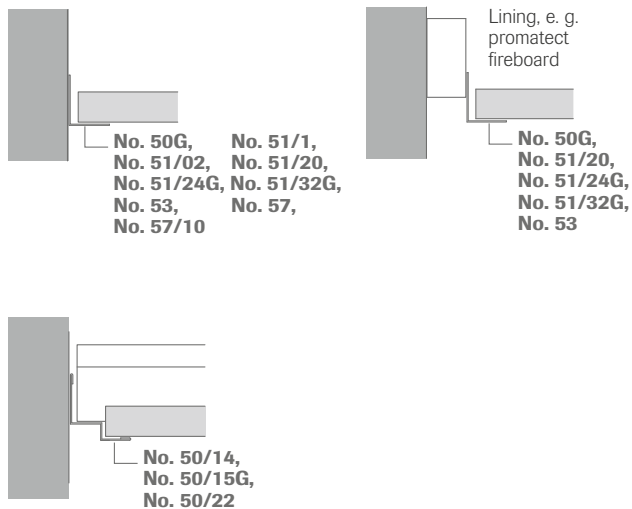 No. 50G, No. 51/1,
No. 51/02, No. 51/20,
No. 51/24G, No. 51/32G,
No. 53, No. 57,
No. 57/10
Lining, e. g.
promatect
fireboard
No. 50G,
No. 51/20,
No. 51/24G,
No. 51/32G,
No. 53
No. 50/14,
No. 50/15G,
No. 50/22